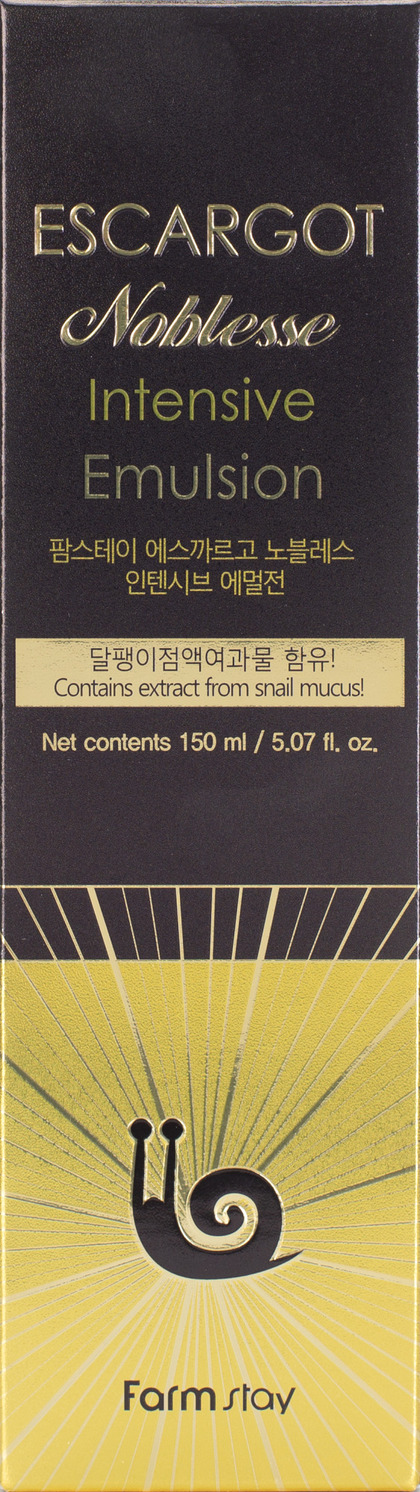 ESCARGOT
Noblesse
Intensive
Emulsion
팜스테이 에스까르고 노블레스
인텐시브 에멀전
달팽이점액여과물 함유!
Contains extract from snail mucus!
Net contents 150 ml / 5.07 fl. oz.
Farmstay